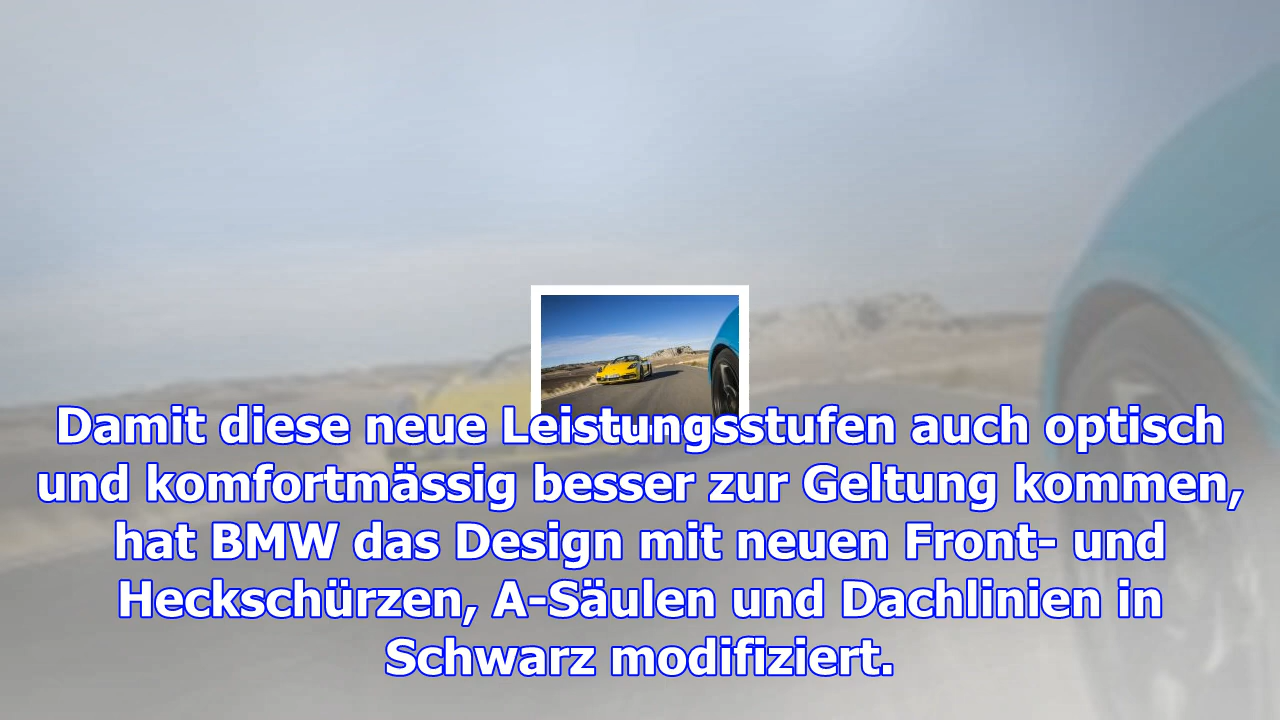 Damit diese neue Leistungsstufen auch optisch
und komfortmässig besser zur Geltung kommen,
hat BMW das Design mit neuen Front- und
Heckschürzen, A-Säulen und Dachlinien in
Schwarz modifiziert.